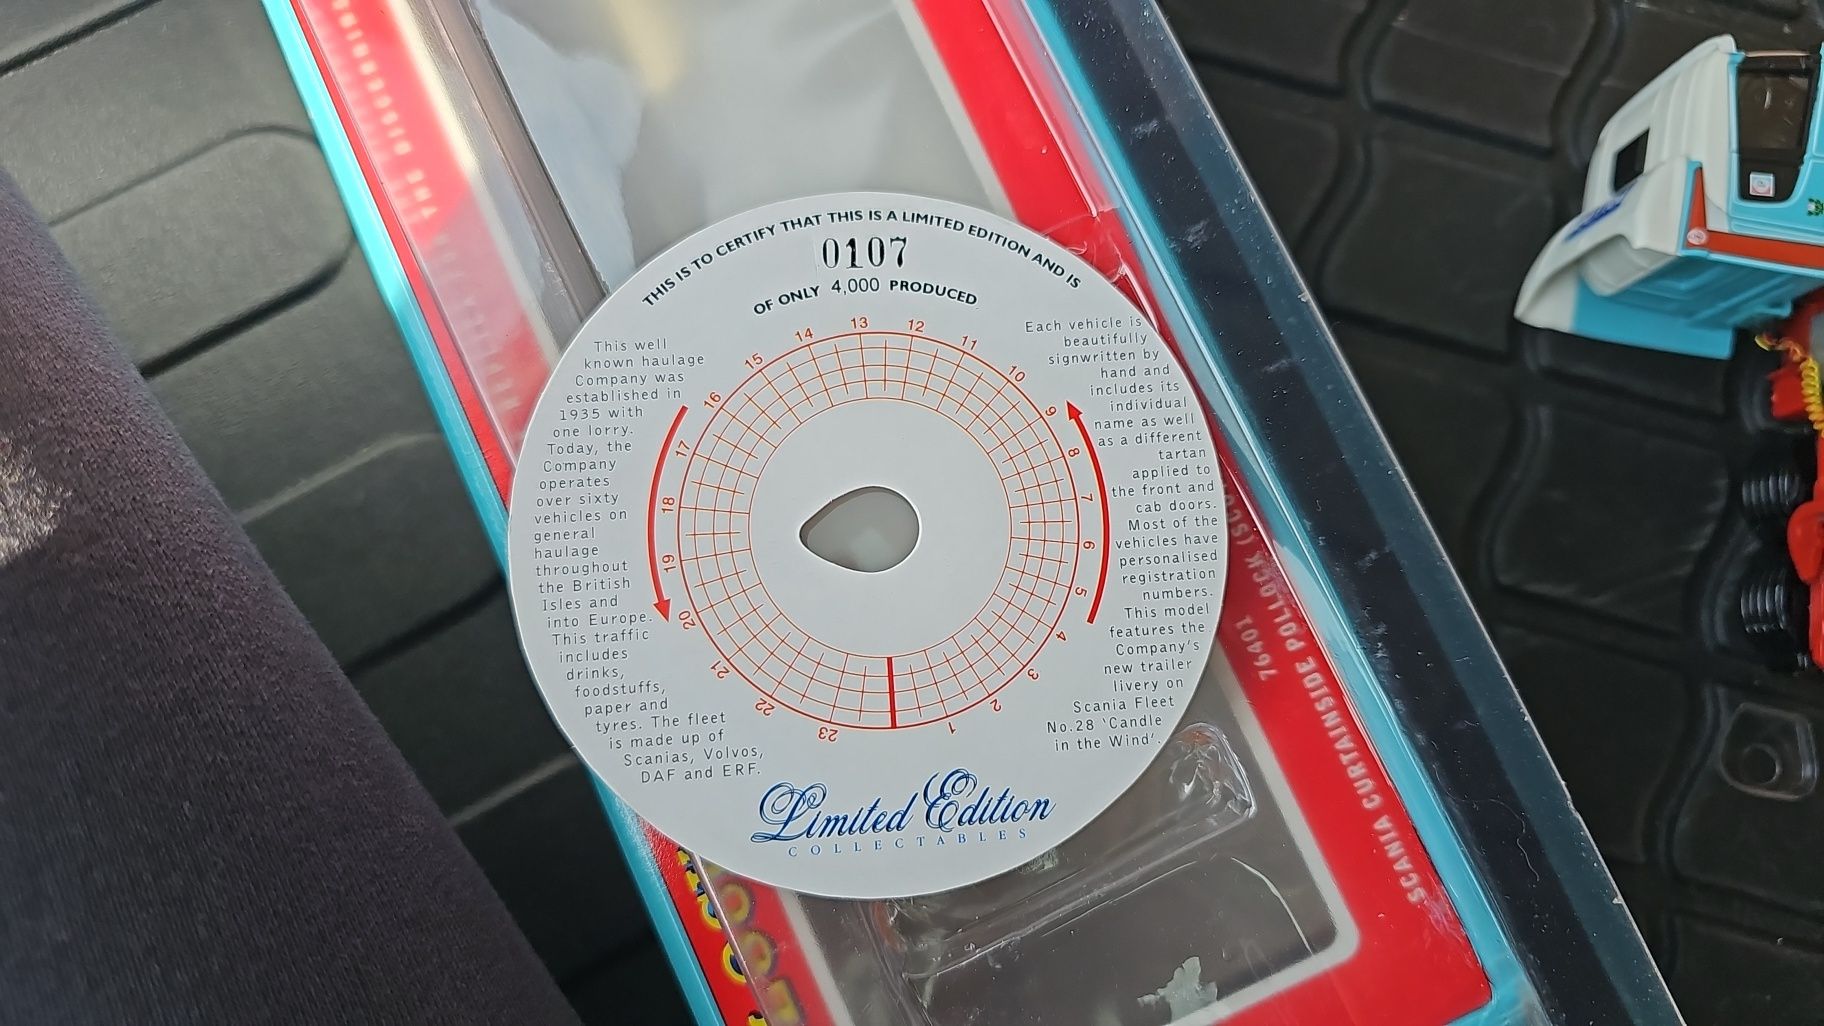 THIS IS TO CERTIFY THAT THIS IS A LIMITED EDITION AND IS
0107
OF ONLY 4,000 PRODUCED
This well
known haulage
Company was
established in
1935 with
one lorry.
Today, the
Company
operates
over sixty
vehicles on
general
haulage
throughout
the British
Isles and
into Europe.
This traffic
includes
drinks,
foodstuffs,
paper and
tyres. The fleet
is made up of
Scanias, Volvos,
DAF and ERF.
Each vehicle is
beautifully
signwritten by
hand and
includes its
individual
name as well
as a different
tartan
applied to
the front and
cab doors.
Most of the
vehicles have
personalised
registration
numbers.
This model
features the
Company's
new trailer
livery on
Scania Fleet
No.28 'Candle
in the Wind'.
1 2 3 4 5 6 7 8 9 10 11 12 13 14 15 16 17 18 19 20 21 22 23
Limited Edition
COLLECTABLES
76401
SCANIA CURTAINSIDE POLLOCK
THE DISCERNING